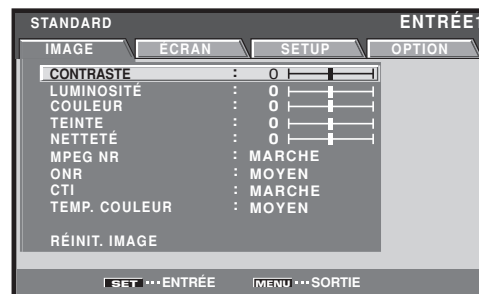 STANDARD ENTRÉE1
IMAGE ÉCRAN SETUP OPTION
CONTRASTE : 0
LUMINOSITÉ : 0
COULEUR : 0
TEINTE : 0
NETTETÉ : 0
MPEG NR : MARCHE
ONR : MOYEN
CTI : MARCHE
TEMP. COULEUR : MOYEN
RÉINIT. IMAGE
SET ••• ENTRÉE MENU ••• SORTIE